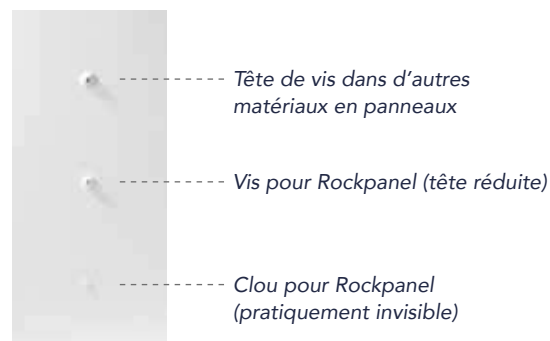 Tête de vis dans d’autres
matériaux en panneaux
Vis pour Rockpanel (tête réduite)
Clou pour Rockpanel
(pratiquement invisible)